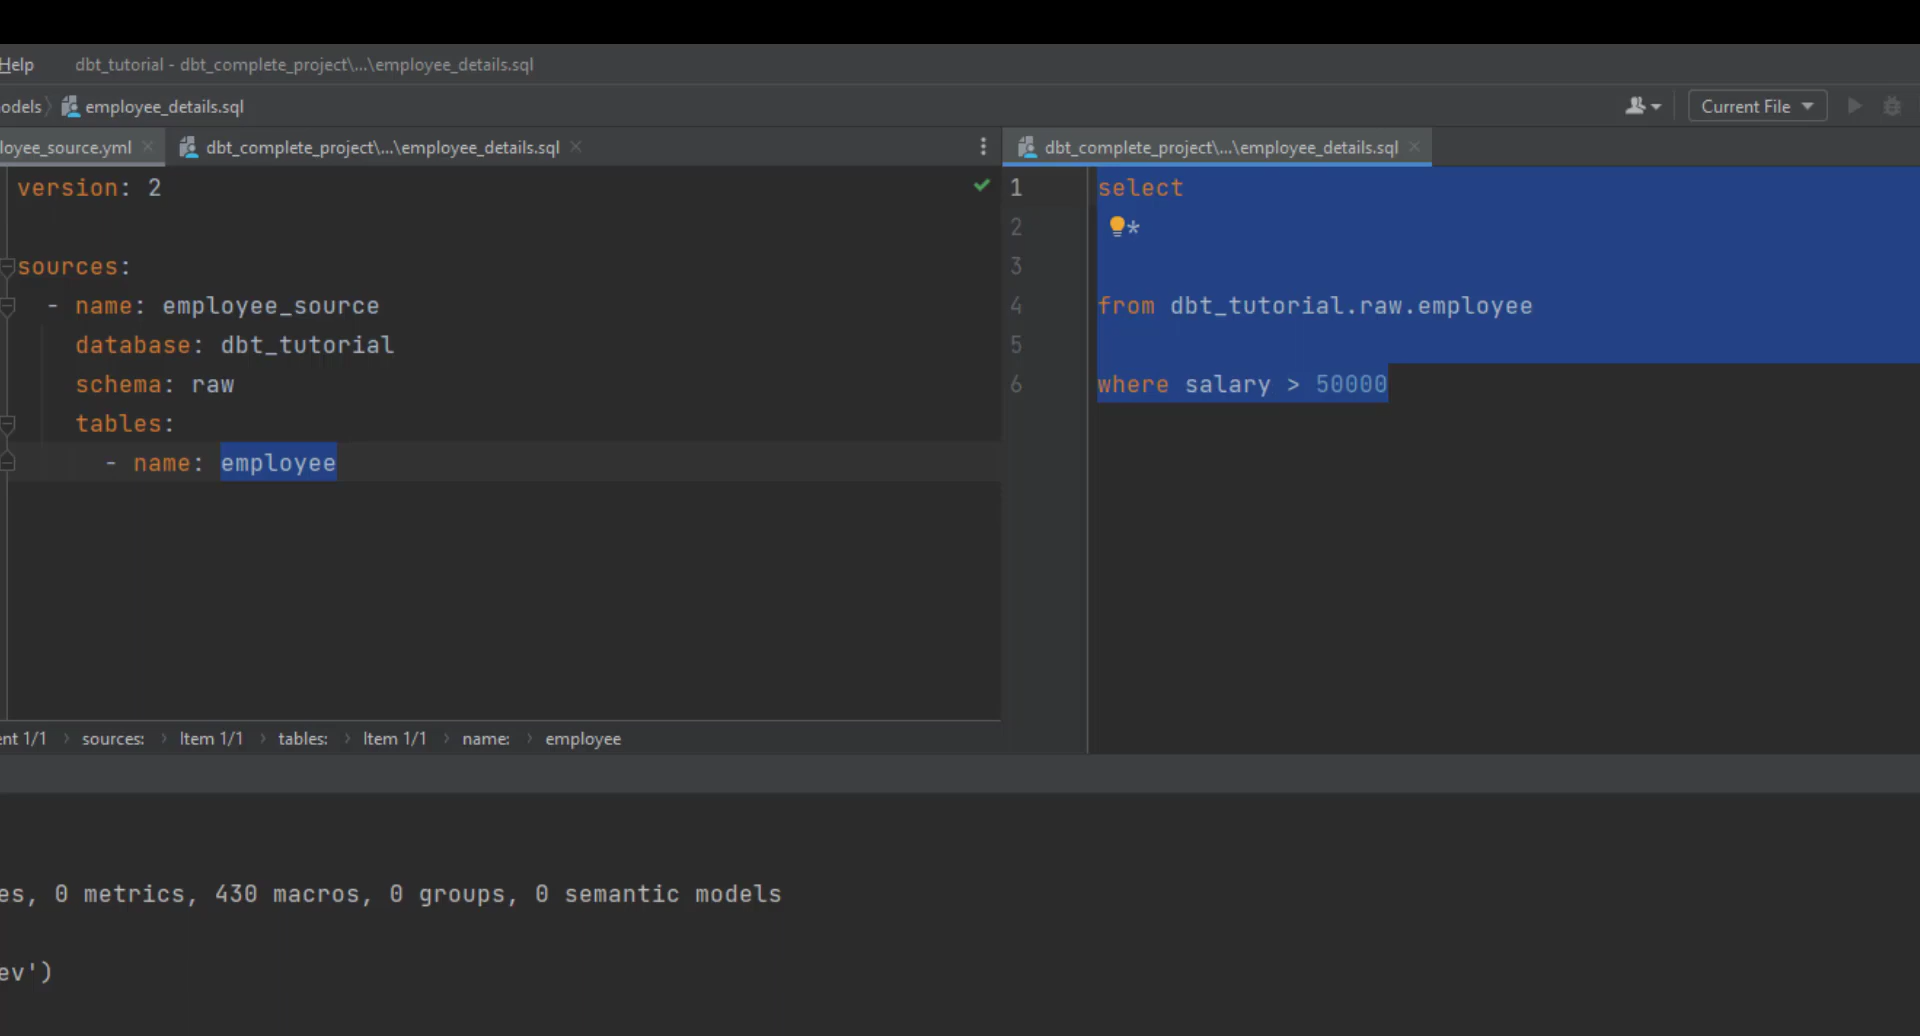 Help dbt_tutorial - dbt_complete_project\...\employee_details.sql
odels employee_details.sql Current File
loyee_source.yml dbt_complete_project\...\employee_details.sql
version: 2
sources:
- name: employee_source
database: dbt_tutorial
schema: raw
tables:
- name: employee
ent 1/1 › sources: › Item 1/1 › tables: › Item 1/1 › name: › employee
dbt_complete_project\...\employee_details.sql
1 select
2 *
3
4 from dbt_tutorial.raw.employee
5
6 where salary > 50000
es, 0 metrics, 430 macros, 0 groups, 0 semantic models
ev')